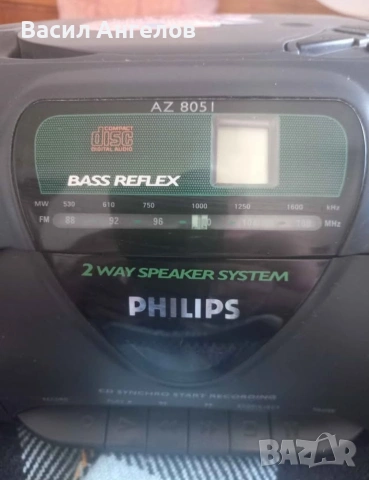 Васил Ангелов
AZ 8051
COMPACT
disc
DIGITAL AUDIO
BASS REFLEX
MW 530 610 750 1000 1250 1600 kHz
FM 88 92 96 MHz
2 WAY SPEAKER SYSTEM
PHILIPS
CD SYNCHRO START RECORDING
BAZAR